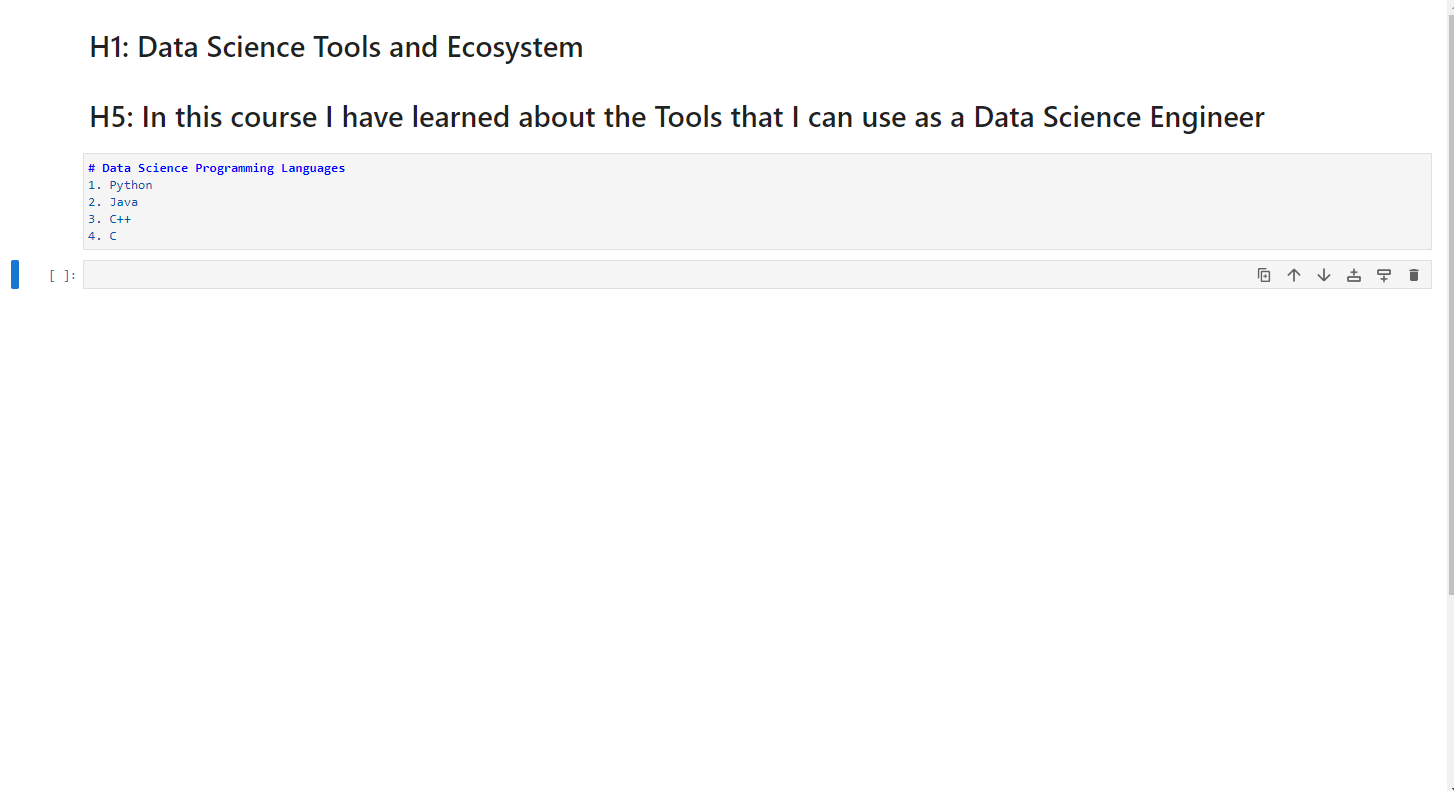 H1: Data Science Tools and Ecosystem
H5: In this course I have learned about the Tools that I can use as a Data Science Engineer
# Data Science Programming Languages
1. Python
2. Java
3. C++
4. C
[ ]: